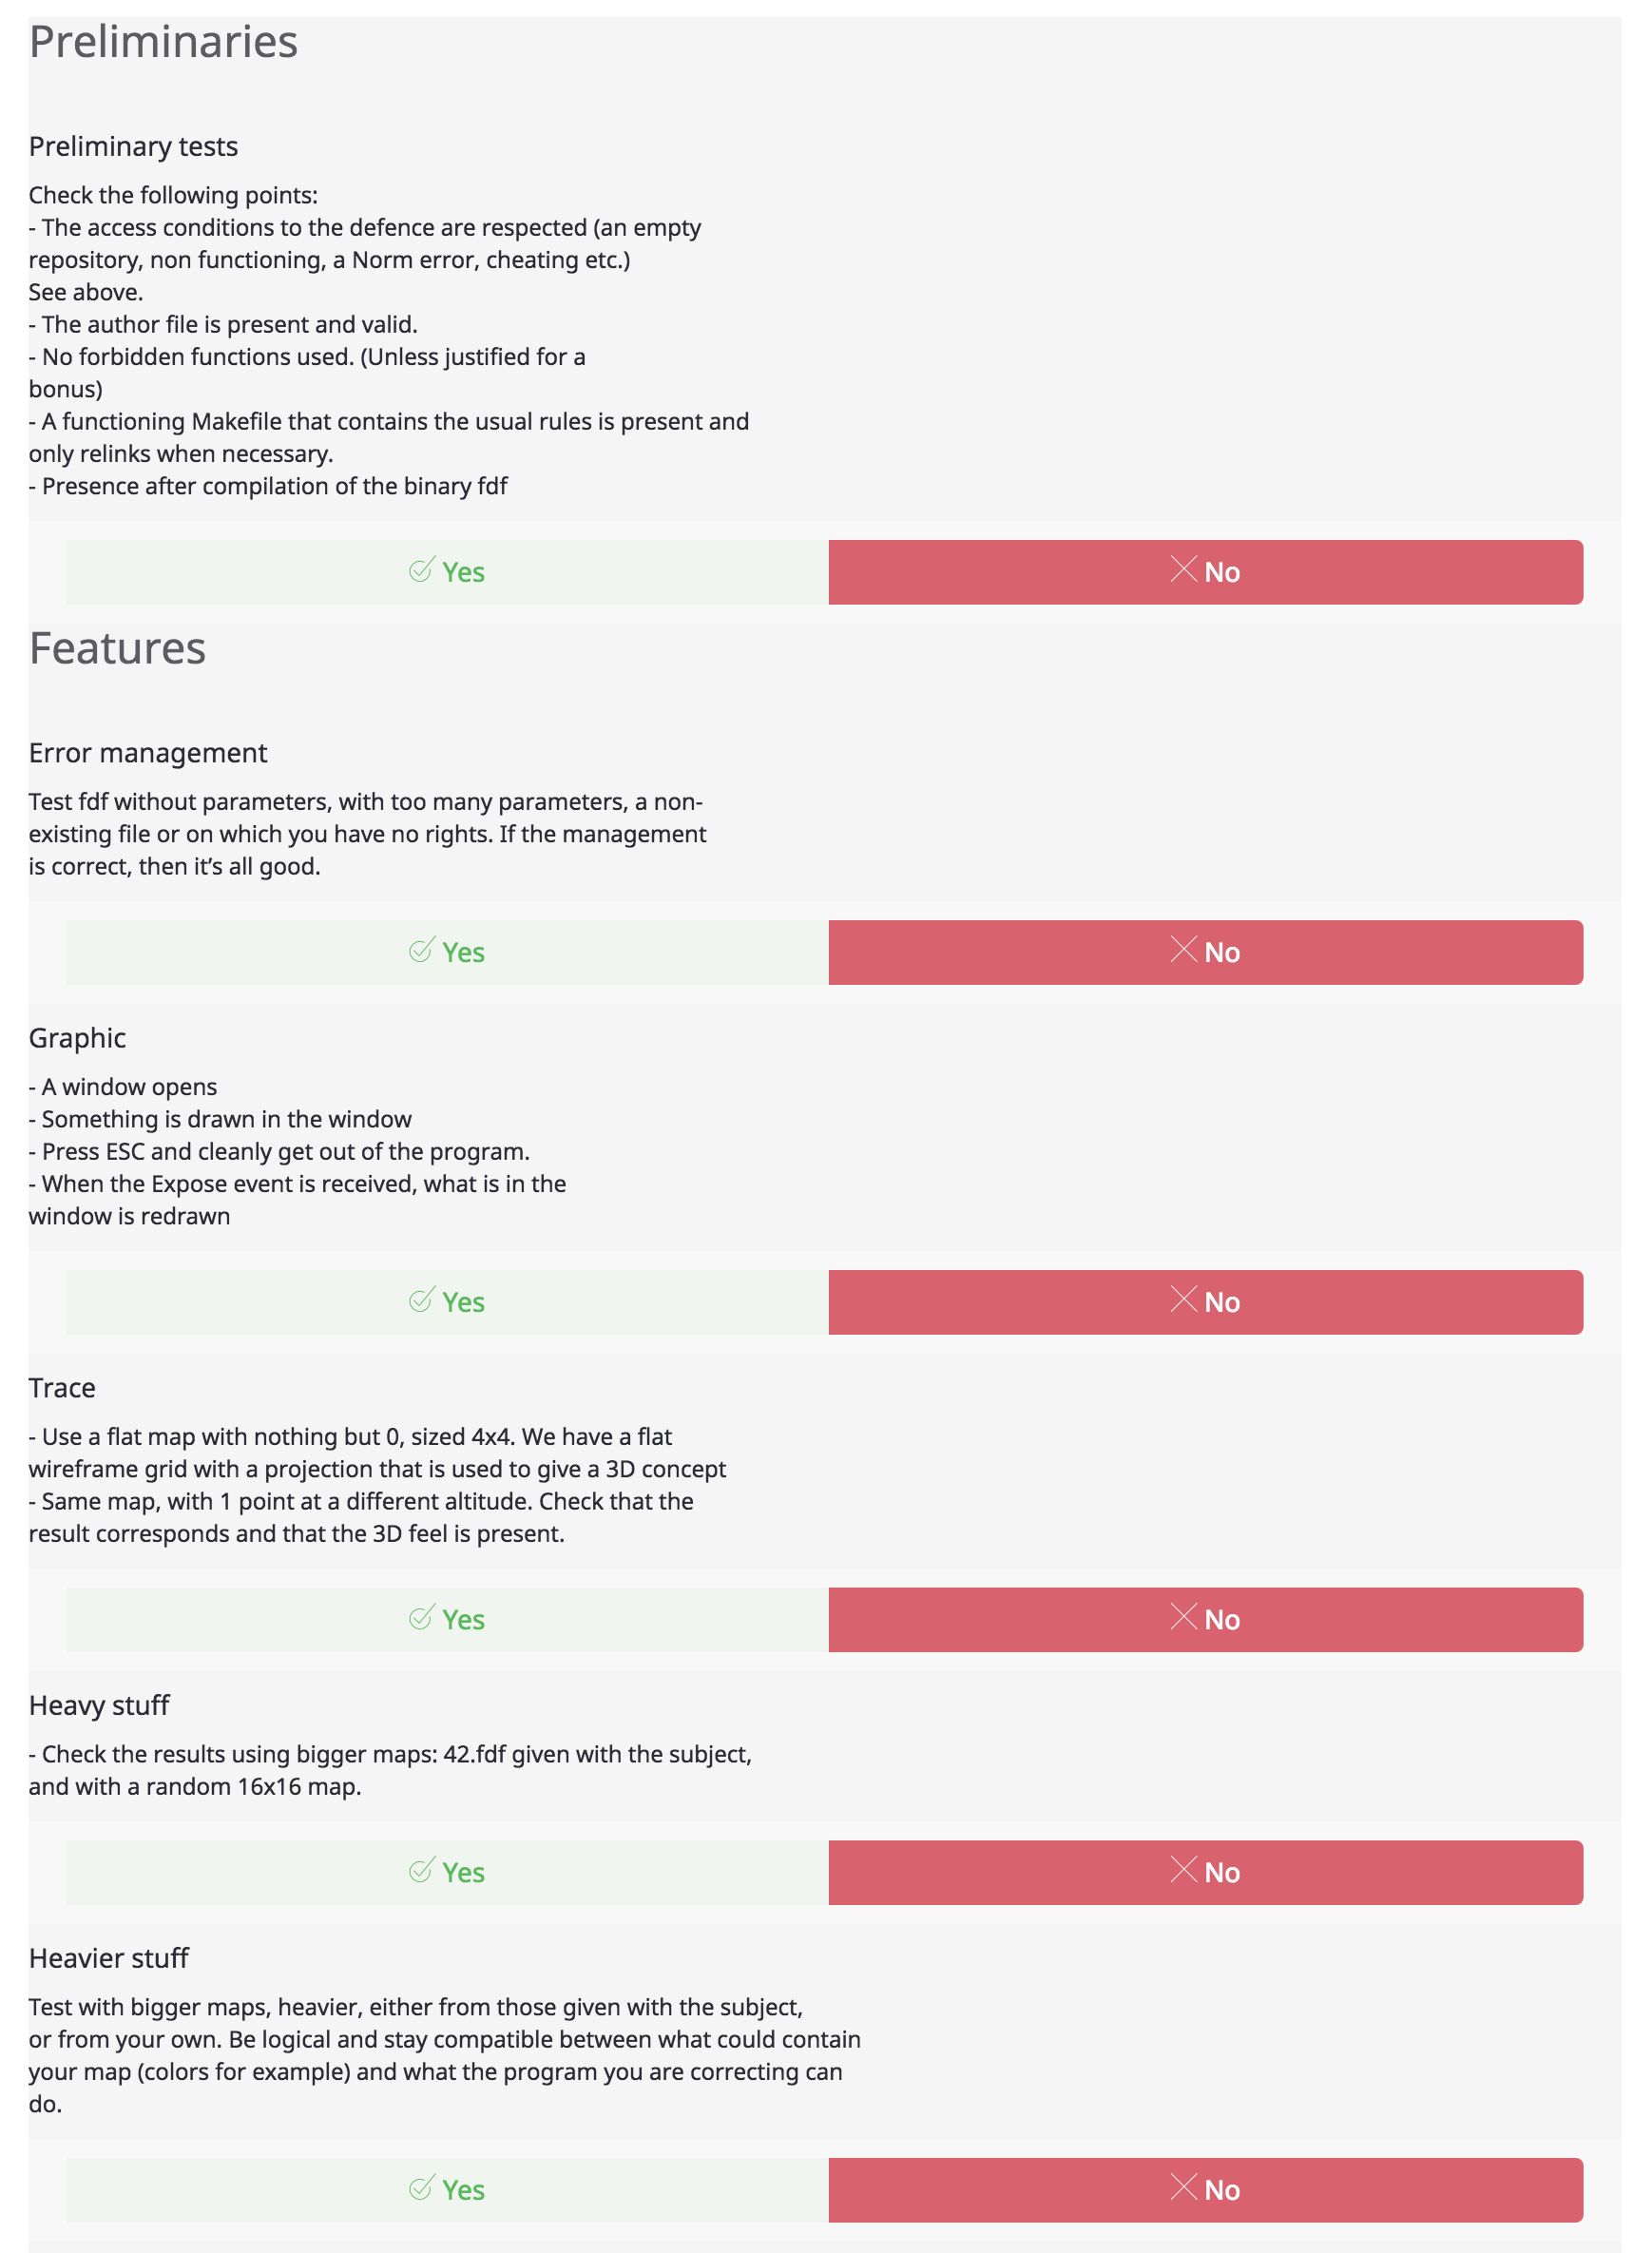 Preliminaries
Preliminary tests
Check the following points:
- The access conditions to the defence are respected (an empty
repository, non functioning, a Norm error, cheating etc.)
See above.
- The author file is present and valid.
- No forbidden functions used. (Unless justified for a
bonus)
- A functioning Makefile that contains the usual rules is present and
only relinks when necessary.
- Presence after compilation of the binary fdf
Yes No
Features
Error management
Test fdf without parameters, with too many parameters, a non-
existing file or on which you have no rights. If the management
is correct, then it’s all good.
Yes No
Graphic
- A window opens
- Something is drawn in the window
- Press ESC and cleanly get out of the program.
- When the Expose event is received, what is in the
window is redrawn
Yes No
Trace
- Use a flat map with nothing but 0, sized 4x4. We have a flat
wireframe grid with a projection that is used to give a 3D concept
- Same map, with 1 point at a different altitude. Check that the
result corresponds and that the 3D feel is present.
Yes No
Heavy stuff
- Check the results using bigger maps: 42.fdf given with the subject,
and with a random 16x16 map.
Yes No
Heavier stuff
Test with bigger maps, heavier, either from those given with the subject,
or from your own. Be logical and stay compatible between what could contain
your map (colors for example) and what the program you are correcting can
do.
Yes No